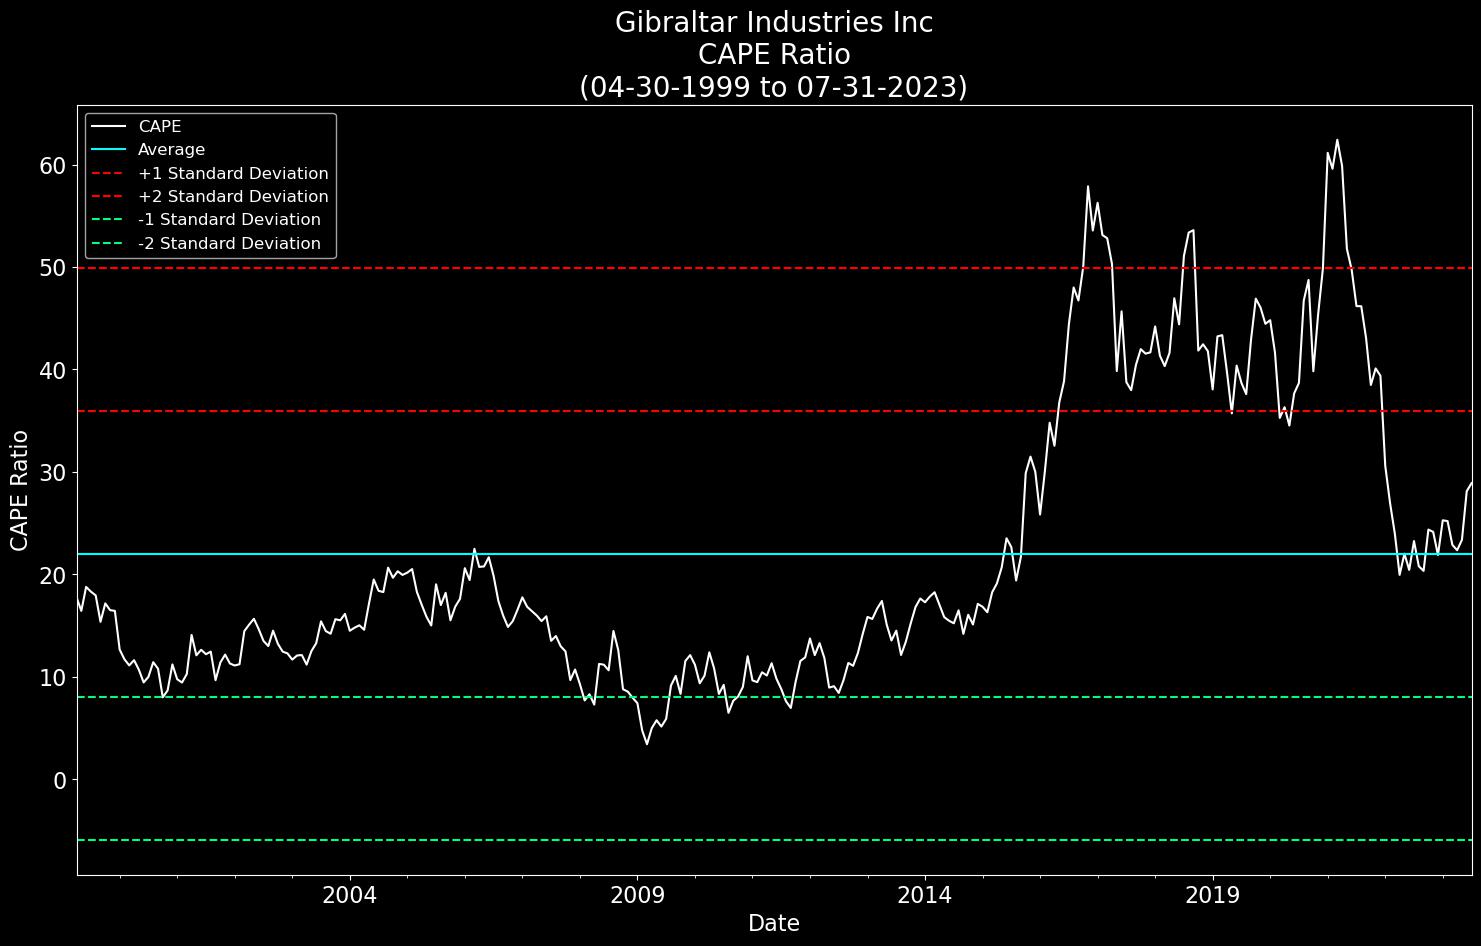 Gibraltar Industries Inc
CAPE Ratio
(04-30-1999 to 07-31-2023)
CAPE
Average
+1 Standard Deviation
+2 Standard Deviation
-1 Standard Deviation
-2 Standard Deviation
60
50
40
30
20
10
0
CAPE Ratio
2004
2009
2014
2019
Date